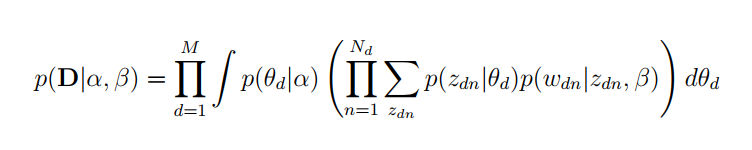 p(D|α, β) = ∏_{d=1}^{M} ∫ p(θ_d|α) ( ∏_{n=1}^{N_d} ∑_{z_{dn}} p(z_{dn}|θ_d)p(w_{dn}|z_{dn}, β) ) dθ_d